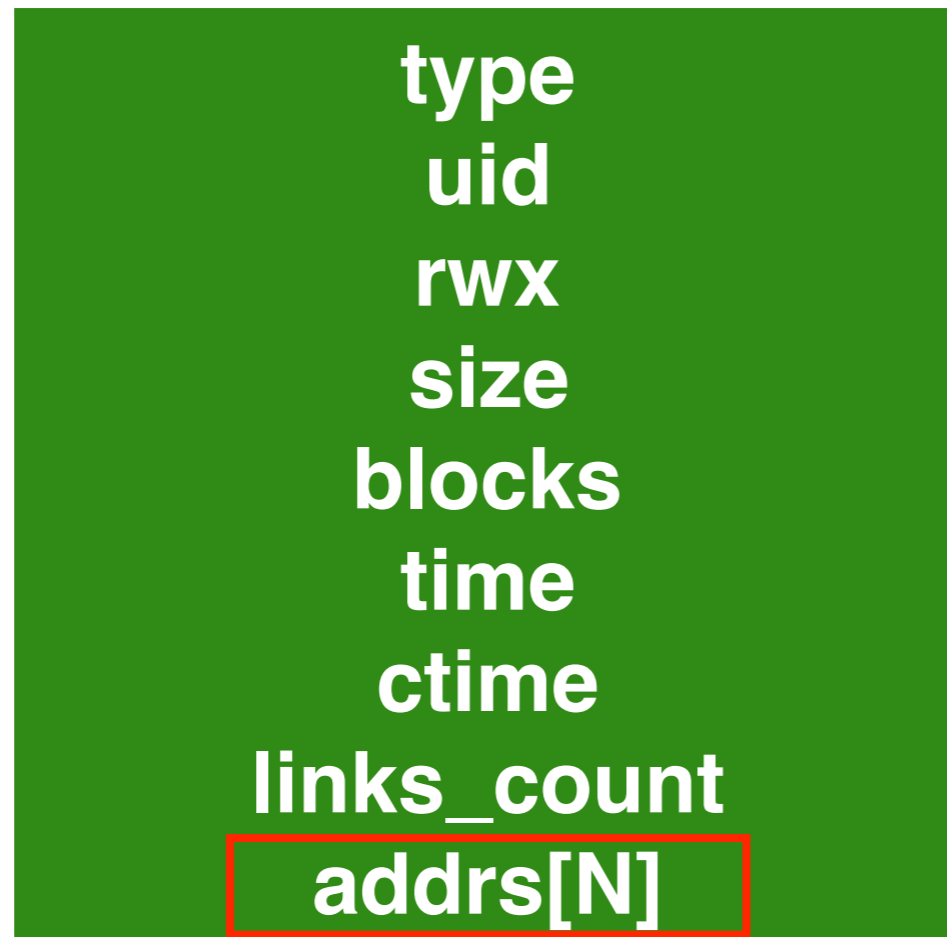 type
uid
rwx
size
blocks
time
ctime
links_count
addrs[N]